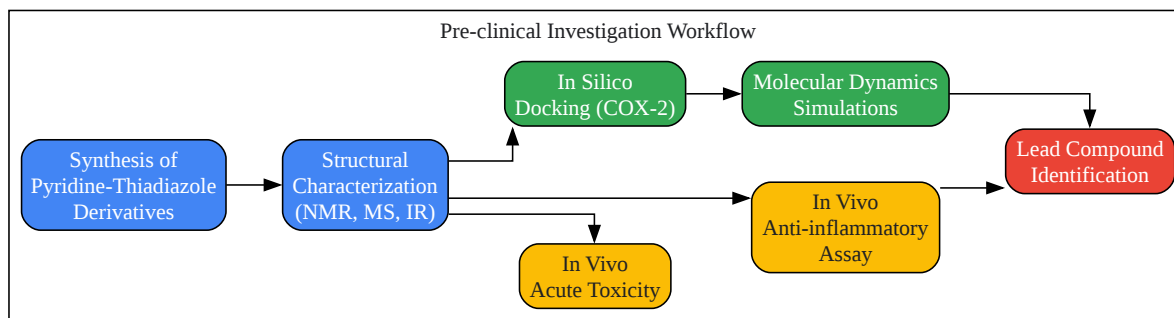 Pre-clinical Investigation Workflow
In Silico
Docking (COX-2)
Molecular Dynamics
Simulations
Synthesis of
Pyridine-Thiadiazole
Derivatives
Structural
Characterization
(NMR, MS, IR)
Lead Compound
Identification
In Vivo
Anti-inflammatory
Assay
In Vivo
Acute Toxicity